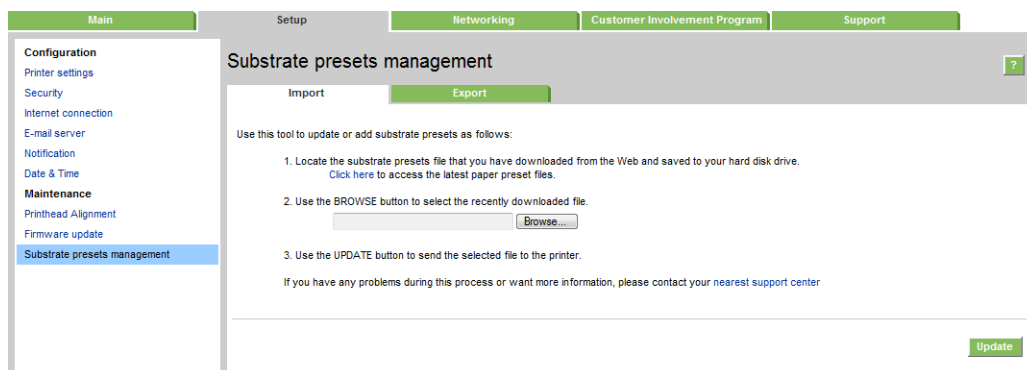 Main Setup Networking Customer Involvement Program Support
Configuration
Printer settings
Security
Internet connection
E-mail server
Notification
Date & Time
Maintenance
Printhead Alignment
Firmware update
Substrate presets management
Substrate presets management
?
Import Export
Use this tool to update or add substrate presets as follows:
1. Locate the substrate presets file that you have downloaded from the Web and saved to your hard disk drive.
Click here to access the latest paper preset files.
2. Use the BROWSE button to select the recently downloaded file.
Browse...
3. Use the UPDATE button to send the selected file to the printer.
If you have any problems during this process or want more information, please contact your nearest support center
Update